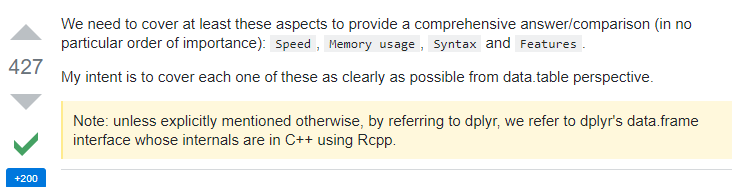 We need to cover at least these aspects to provide a comprehensive answer/comparison (in no
particular order of importance): Speed , Memory usage , Syntax and Features .
427
My intent is to cover each one of these as clearly as possible from data.table perspective.
Note: unless explicitly mentioned otherwise, by referring to dplyr, we refer to dplyr's data.frame
interface whose internals are in C++ using Rcpp.
+200